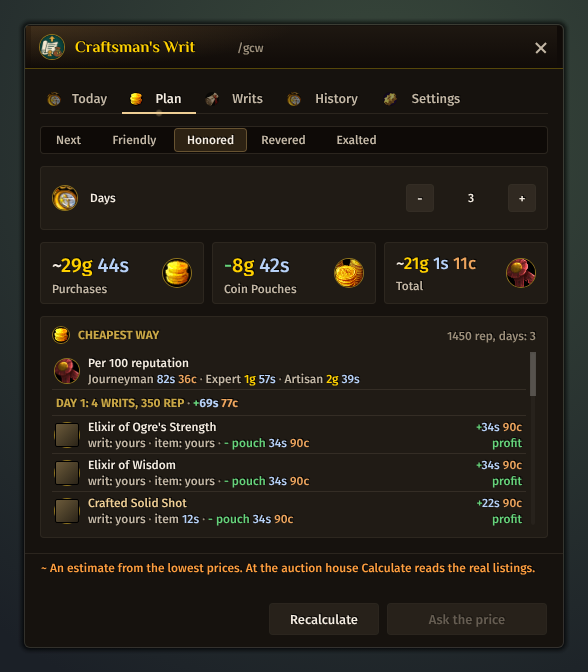 Craftsman's Writ /gcw
Today Plan Writs History Settings
Next Friendly Honored Revered Exalted
Days - 3 +
~29g 44s
Purchases
-8g 42s
Coin Pouches
~21g 1s 11c
Total
CHEAPEST WAY 1450 rep, days: 3
Per 100 reputation
Journeyman 82s 36c · Expert 1g 57s · Artisan 2g 39s
DAY 1: 4 WRITS, 350 REP · +69s 77c
Elixir of Ogre's Strength +34s 90c
writ: yours · item: yours · - pouch 34s 90c profit
Elixir of Wisdom +34s 90c
writ: yours · item: yours · - pouch 34s 90c profit
Crafted Solid Shot +22s 90c
writ: yours · item 12s · - pouch 34s 90c profit
~ An estimate from the lowest prices. At the auction house Calculate reads the real listings.
Recalculate Ask the price